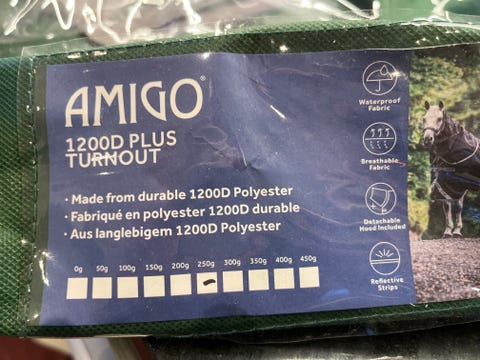 AMIGO®
1200D PLUS
TURNOUT
· Made from durable 1200D Polyester
· Fabriqué en polyester 1200D durable
· Aus langlebigem 1200D Polyester
0g 50g 100g 150g 200g 250g 300g 350g 400g 450g
Waterproof
Fabric
Breathable
Fabric
Detachable
Hood Included
Reflective
Strips